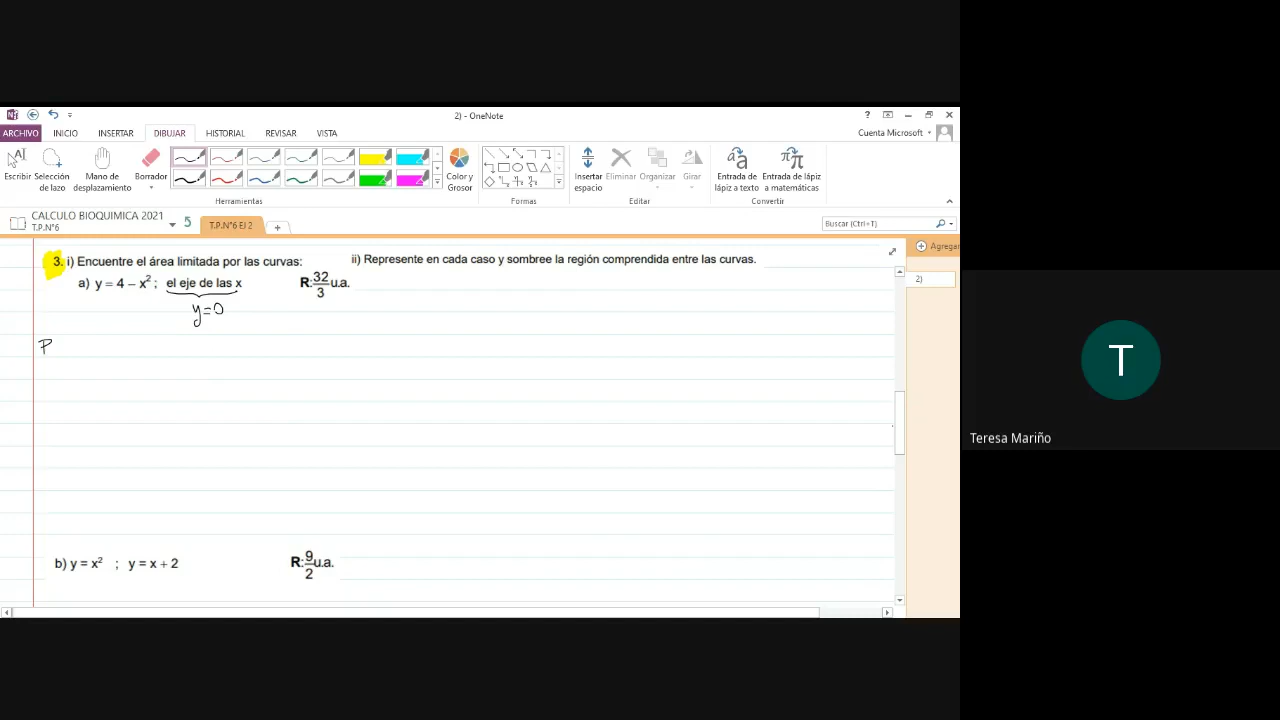 2) - OneNote
ARCHIVO INICIO INSERTAR DIBUJAR HISTORIAL REVISAR VISTA
Cuenta Microsoft
Escribir Selección de lazo Mano de desplazamiento Borrador
Color y Grosor
Insertar espacio Eliminar Organizar Girar
Entrada de lápiz a texto Entrada de lápiz a matemáticas
Herramientas Formas Editar Convertir
CALCULO BIOQUIMICA 2021
T.P.N°6
T.P.N°6 EJ 2
Buscar (Ctrl+T)
Agregar
2)
3. i) Encuentre el área limitada por las curvas: ii) Represente en cada caso y sombree la región comprendida entre las curvas.
a) y = 4 – x² ; el eje de las x R: 32/3 u.a.
y=0
P
b) y = x² ; y = x + 2 R: 9/2 u.a.
T
Teresa Mariño